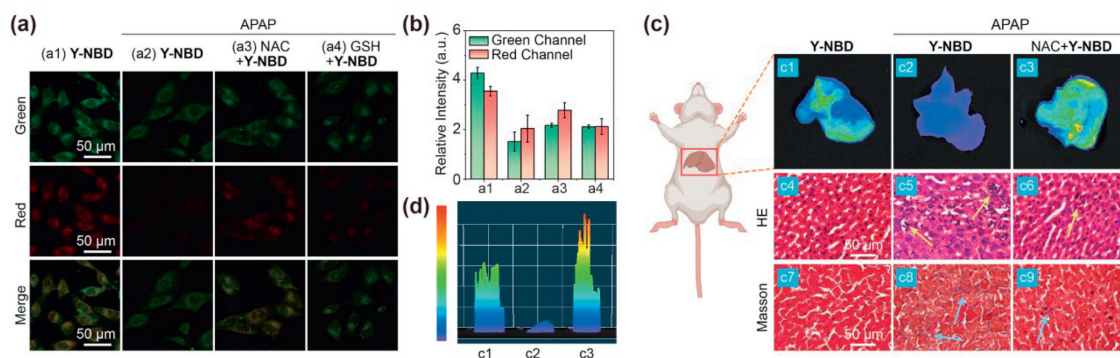 (a)
APAP
(a1) Y-NBD
(a2) Y-NBD
(a3) NAC
+Y-NBD
(a4) GSH
+Y-NBD
Green
50 μm
Red
50 μm
Merge
50 μm
(b)
Relative Intensity (a.u.)
6
4
2
0
Green Channel
Red Channel
a1 a2 a3 a4
(d)
c1 c2 c3
(c)
APAP
Y-NBD
Y-NBD
NAC+Y-NBD
c1
c2
c3
HE
c4
c5
c6
50 μm
Masson
c7
c8
c9
50 μm